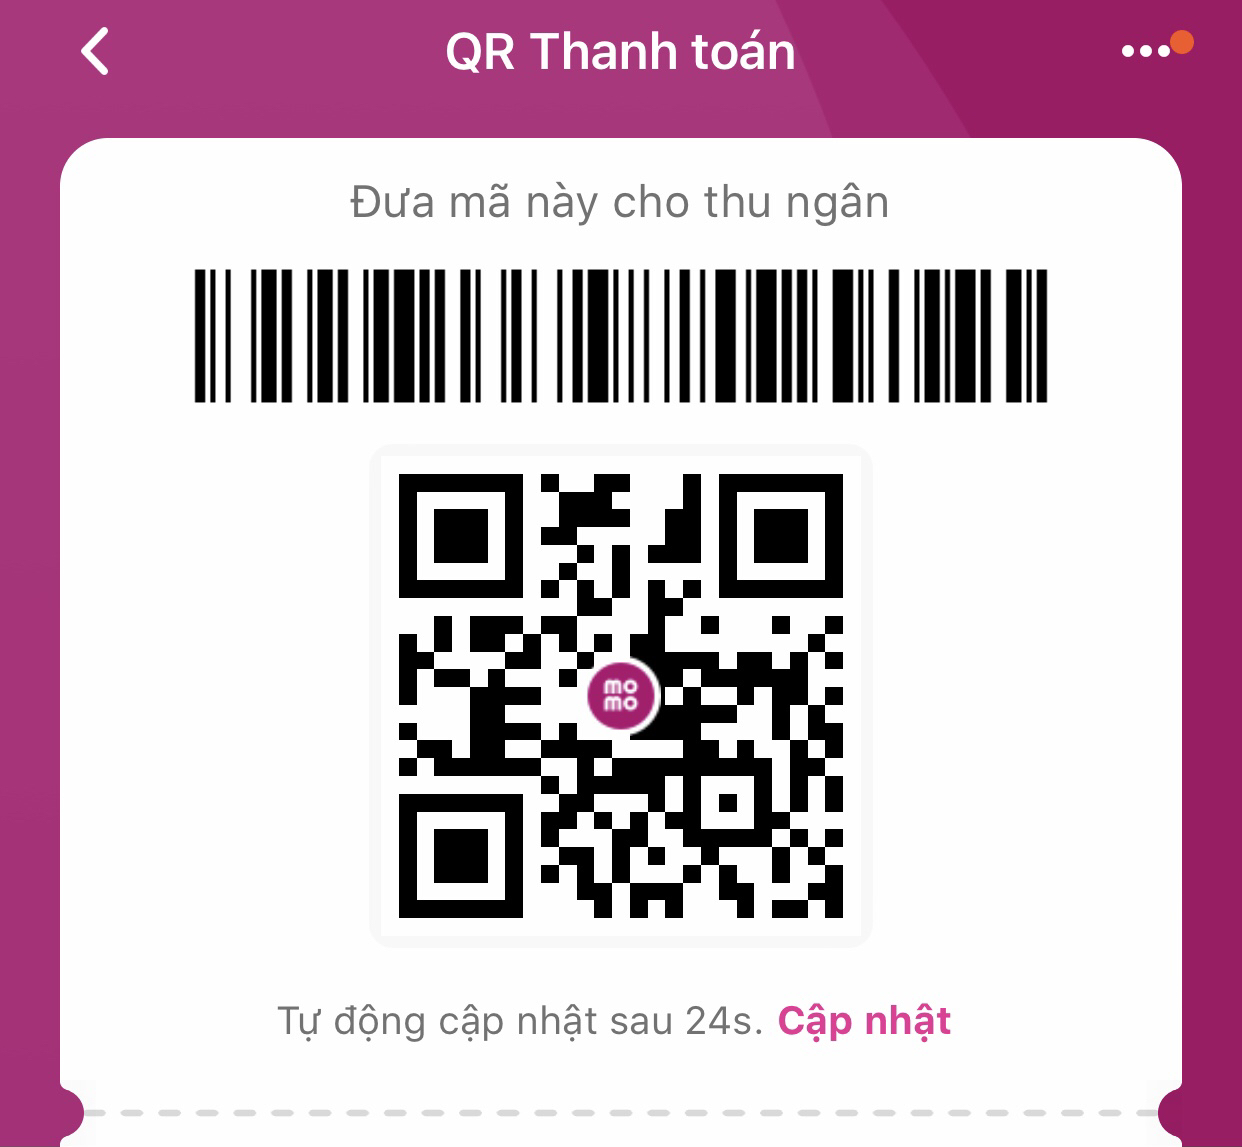 QR Thanh toán
Đưa mã này cho thu ngân
mo
mo
Tự động cập nhật sau 24s. Cập nhật